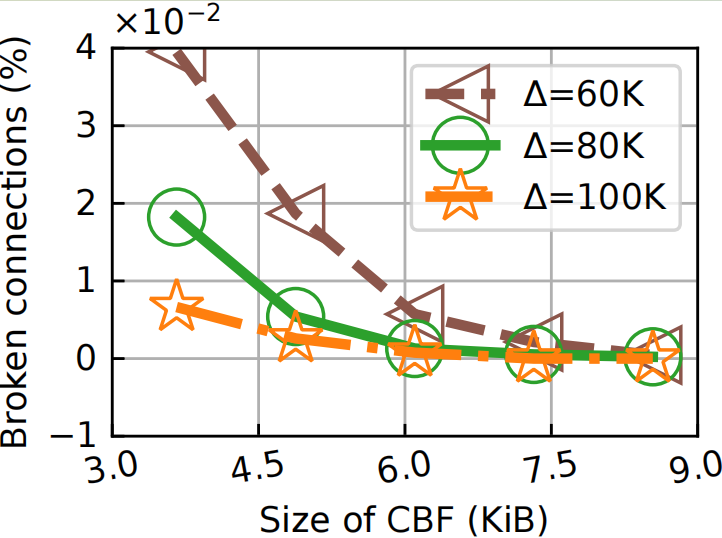 ×10⁻²
Broken connections (%)
4
3
2
1
0
−1
Δ=60K
Δ=80K
Δ=100K
3.0 4.5 6.0 7.5 9.0
Size of CBF (KiB)